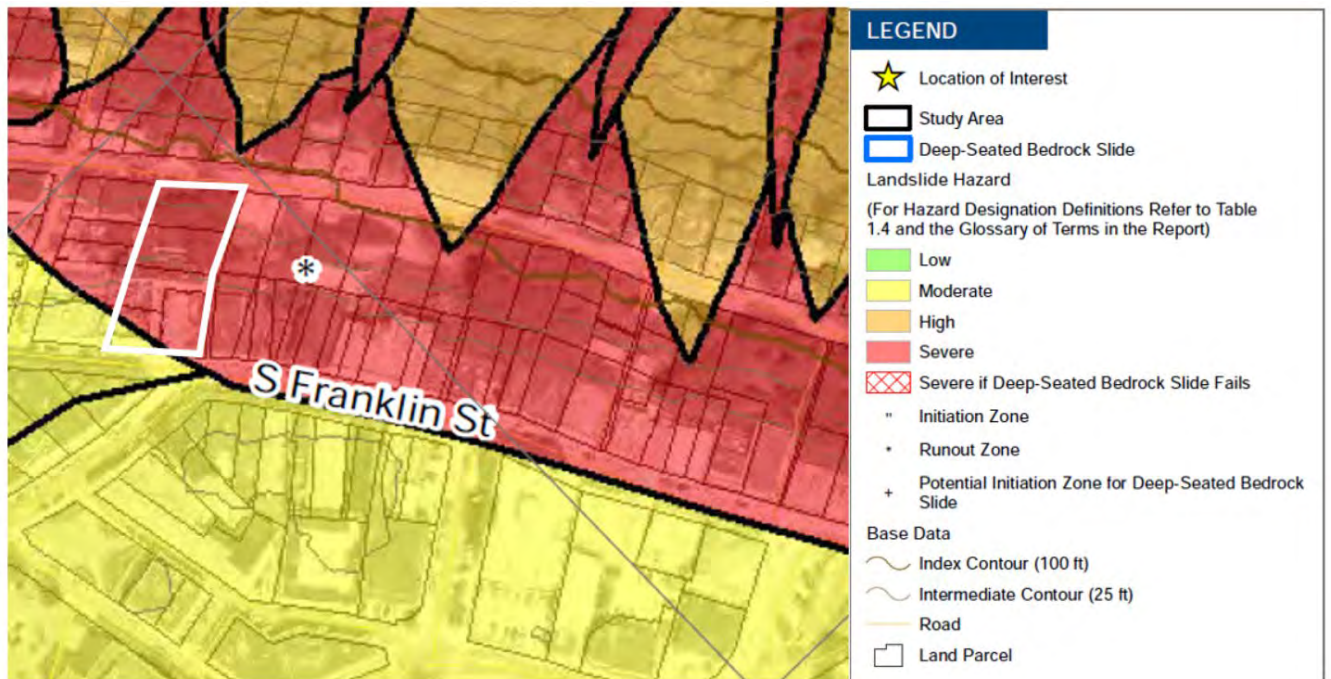 S Franklin St
*
LEGEND
Location of Interest
Study Area
Deep-Seated Bedrock Slide
Landslide Hazard
(For Hazard Designation Definitions Refer to Table
1.4 and the Glossary of Terms in the Report)
Low
Moderate
High
Severe
Severe if Deep-Seated Bedrock Slide Fails
" Initiation Zone
* Runout Zone
+ Potential Initiation Zone for Deep-Seated Bedrock
Slide
Base Data
Index Contour (100 ft)
Intermediate Contour (25 ft)
Road
Land Parcel